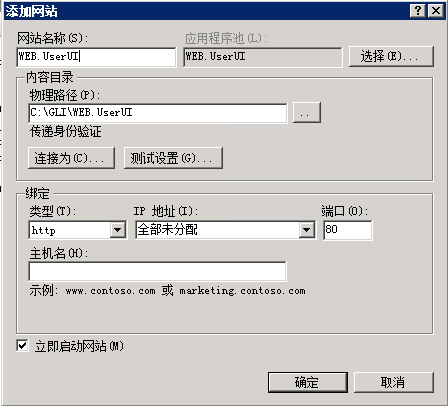 添加网站
网站名称(S): 应用程序池(L):
WEB.UserUI WEB.UserUI 选择(E)...
内容目录
物理路径(P):
C:\GLI\WEB.UserUI ..
传递身份验证
连接为(C)... 测试设置(G)...
绑定
类型(T): IP 地址(I): 端口(O):
http 全部未分配 80
主机名(H):
示例: www.contoso.com 或 marketing.contoso.com
立即启动网站(M)
确定 取消